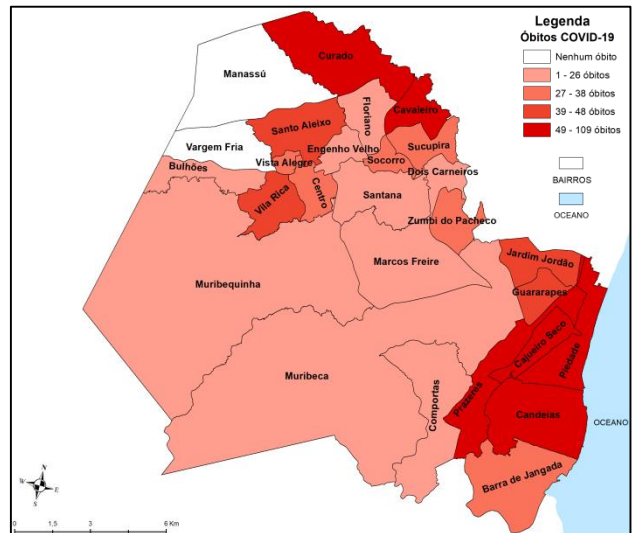 Legenda
Óbitos COVID-19
Nenhum óbito
1 - 26 óbitos
27 - 38 óbitos
39 - 48 óbitos
49 - 109 óbitos
BAIRROS
OCEANO
Curado
Manassú
Floriano
Cavaleiro
Santo Aleixo
Vargem Fria
Engenho Velho
Sucupira
Vista Alegre
Socorro
Bulhões
Dois Carneiros
Vila Rica
Centro
Santana
Zumbi do Pacheco
Marcos Freire
Jardim Jordão
Muribequinha
Guararapes
Cajueiro Seco
Piedade
Muribeca
Comportas
Prazeres
Candeias
OCEANO
Barra de Jangada
N
W
E
S
0 1,5 3 6 Km